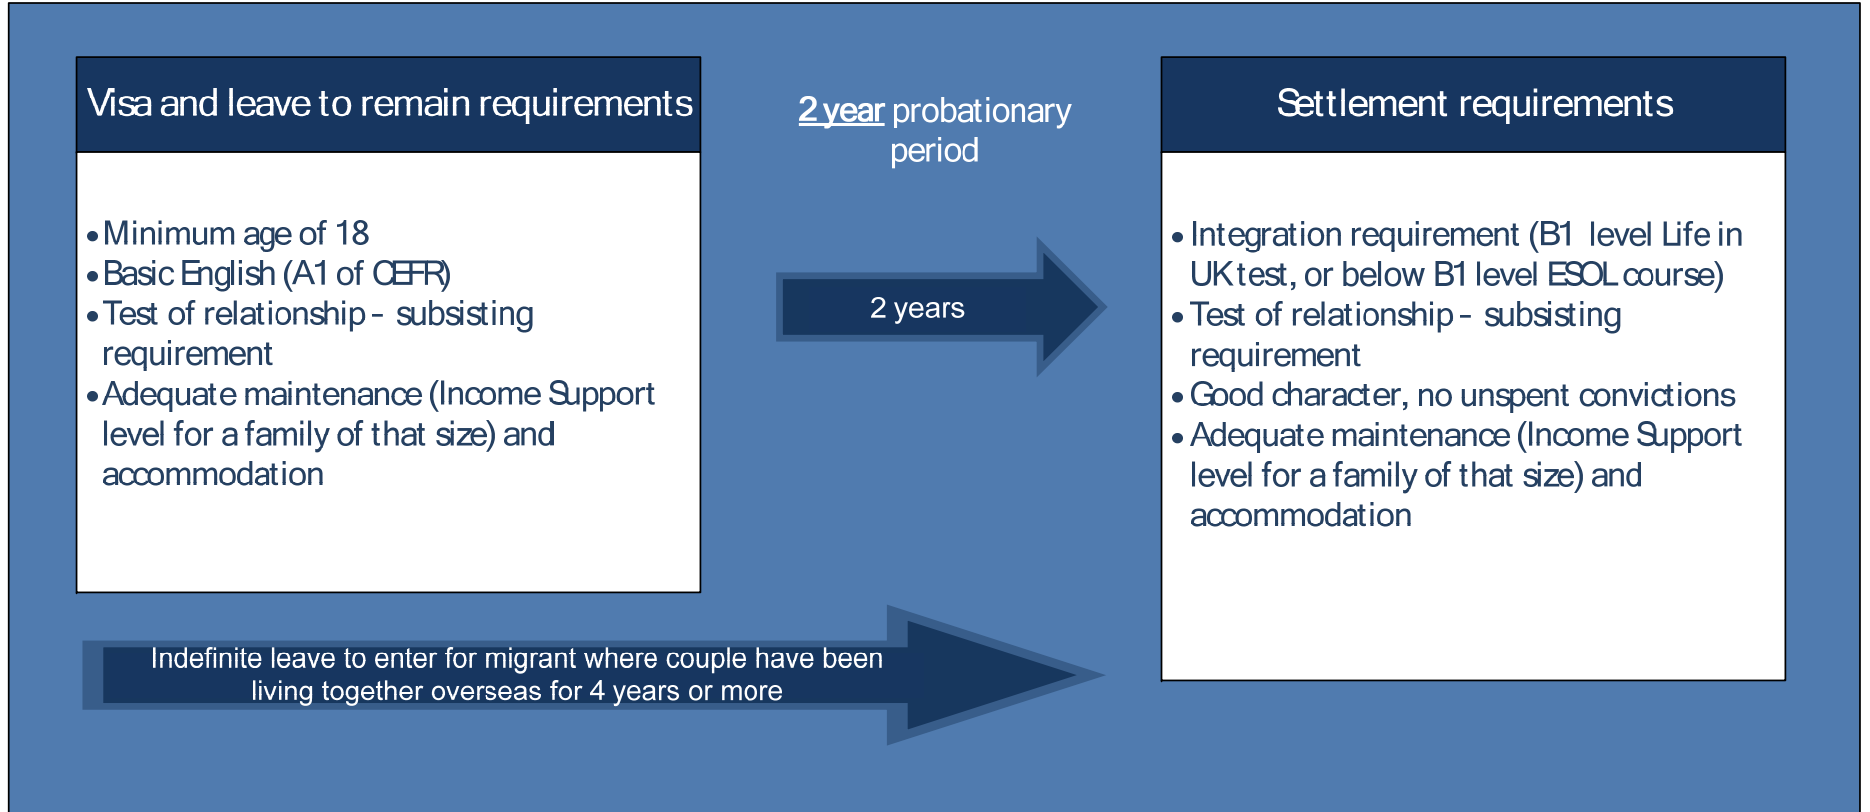 Visa and leave to remain requirements
• Minimum age of 18
• Basic English (A1 of CEFR)
• Test of relationship - subsisting
requirement
• Adequate maintenance (Income Support
level for a family of that size) and
accommodation
2 year probationary
period
2 years
Settlement requirements
• Integration requirement (B1 level Life in
UK test, or below B1 level ESOL course)
• Test of relationship - subsisting
requirement
• Good character, no unspent convictions
• Adequate maintenance (Income Support
level for a family of that size) and
accommodation
Indefinite leave to enter for migrant where couple have been
living together overseas for 4 years or more